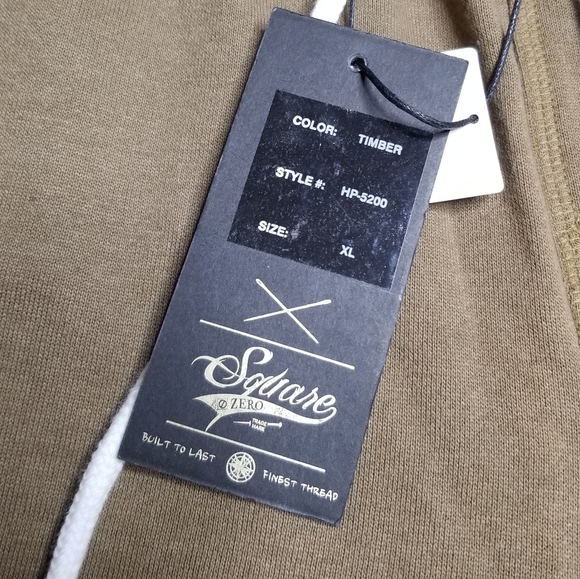 COLOR: TIMBER
STYLE #: HP-5200
SIZE: XL
Square
ZERO
TRADE
MARK
BUILT TO LAST FINEST THREAD